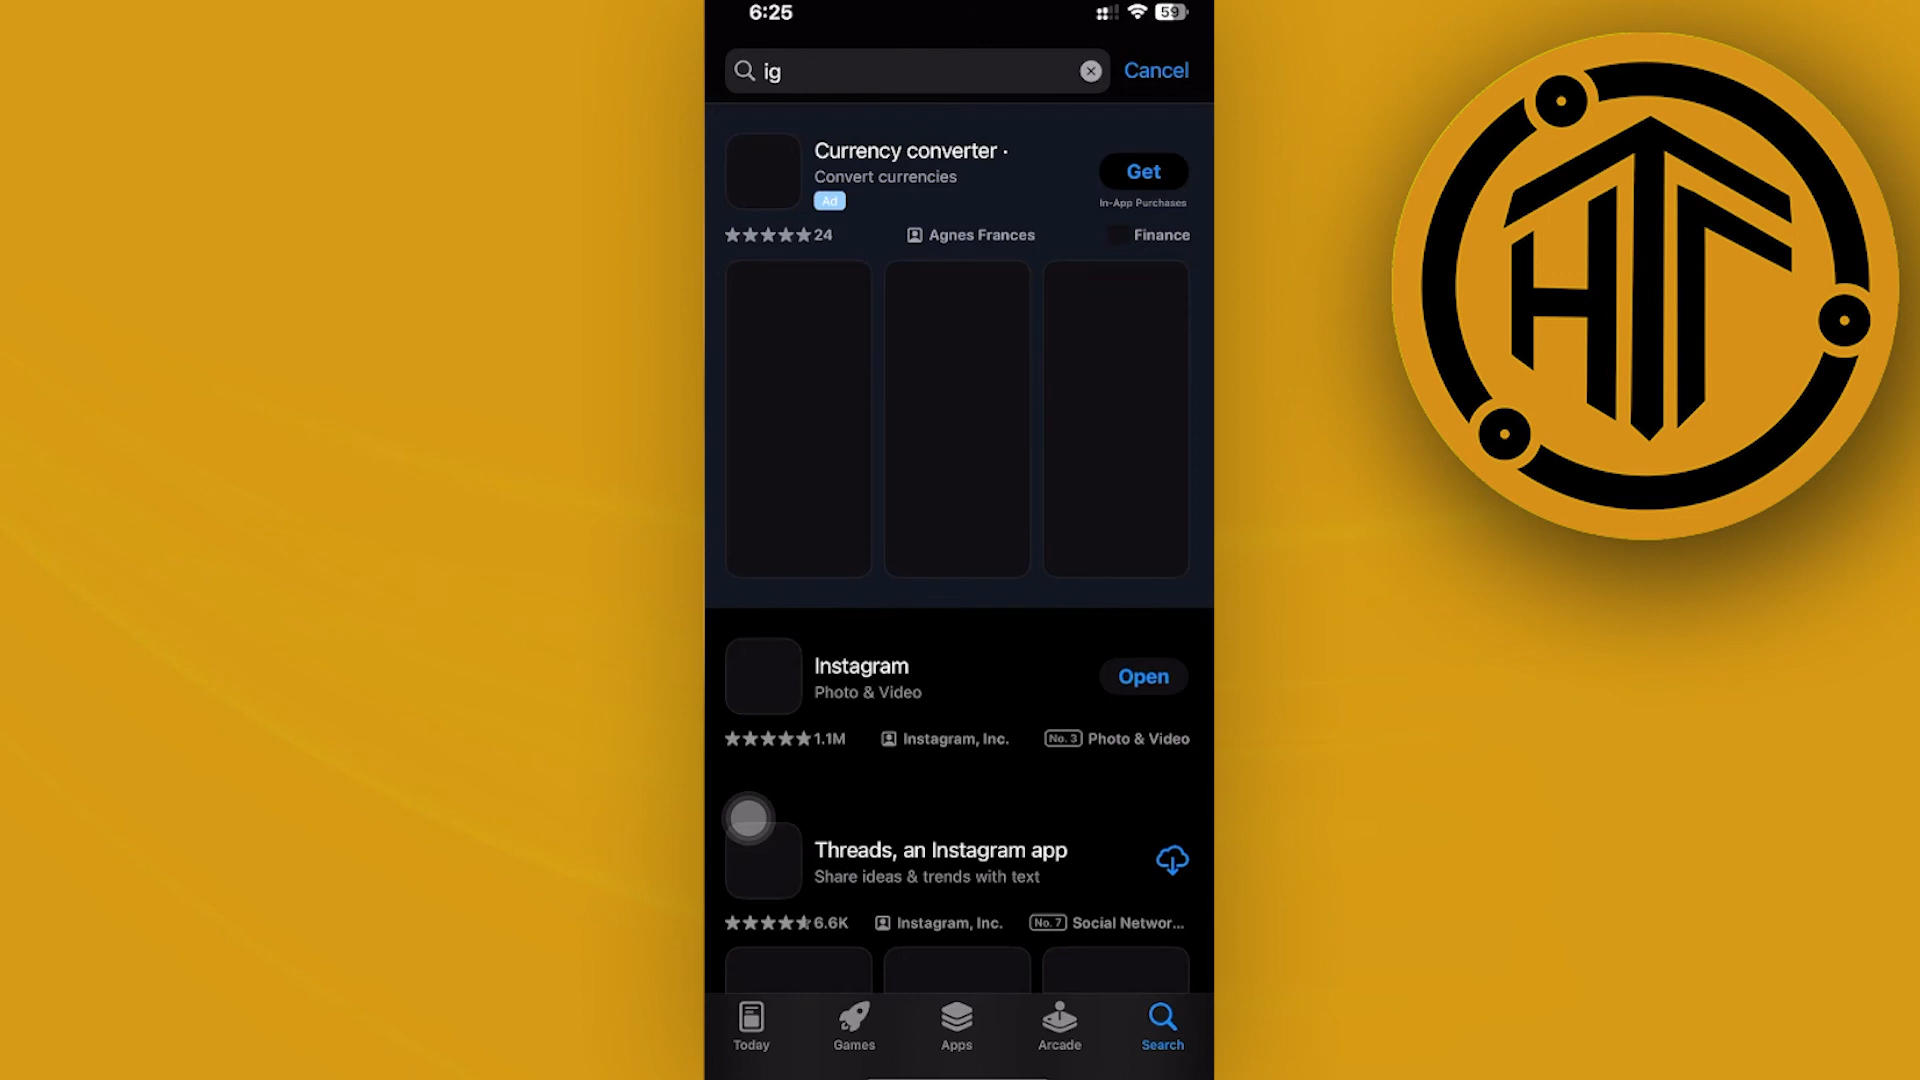 6:25
59
ig
Cancel
Currency converter ·
Convert currencies
Ad
Get
In-App Purchases
24
Agnes Frances
Finance
Instagram
Photo & Video
Open
1.1M
Instagram, Inc.
No. 3
Photo & Video
Threads, an Instagram app
Share ideas & trends with text
6.6K
Instagram, Inc.
No. 7
Social Networ...
Today
Games
Apps
Arcade
Search
HT